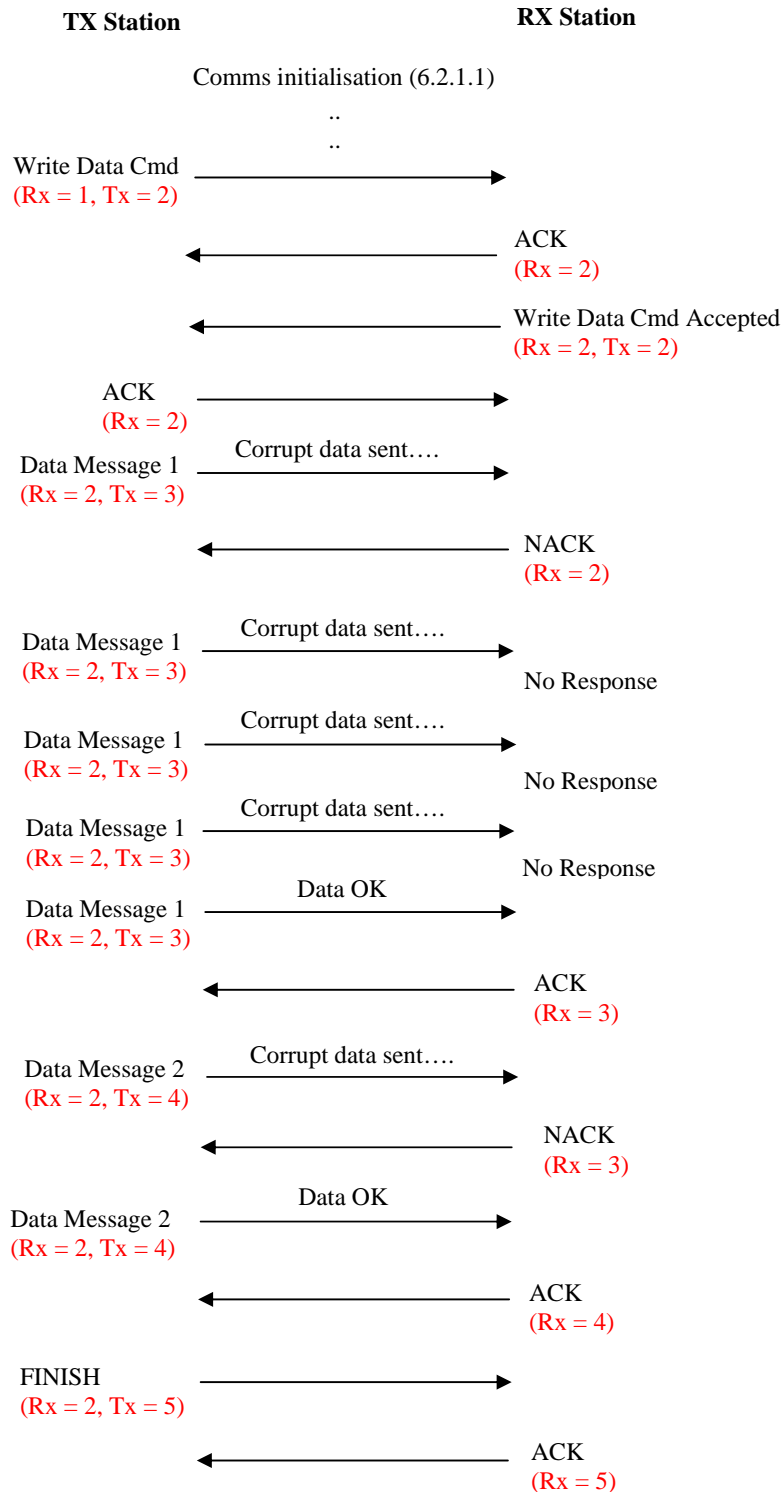 TX Station
RX Station
Comms initialisation (6.2.1.1)
..
..
Write Data Cmd
(Rx = 1, Tx = 2)
ACK
(Rx = 2)
Write Data Cmd Accepted
(Rx = 2, Tx = 2)
ACK
(Rx = 2)
Data Message 1
(Rx = 2, Tx = 3)
Corrupt data sent….
NACK
(Rx = 2)
Data Message 1
(Rx = 2, Tx = 3)
Corrupt data sent….
No Response
Data Message 1
(Rx = 2, Tx = 3)
Corrupt data sent….
No Response
Data Message 1
(Rx = 2, Tx = 3)
Corrupt data sent….
No Response
Data Message 1
(Rx = 2, Tx = 3)
Data OK
ACK
(Rx = 3)
Data Message 2
(Rx = 2, Tx = 4)
Corrupt data sent….
NACK
(Rx = 3)
Data Message 2
(Rx = 2, Tx = 4)
Data OK
ACK
(Rx = 4)
FINISH
(Rx = 2, Tx = 5)
ACK
(Rx = 5)